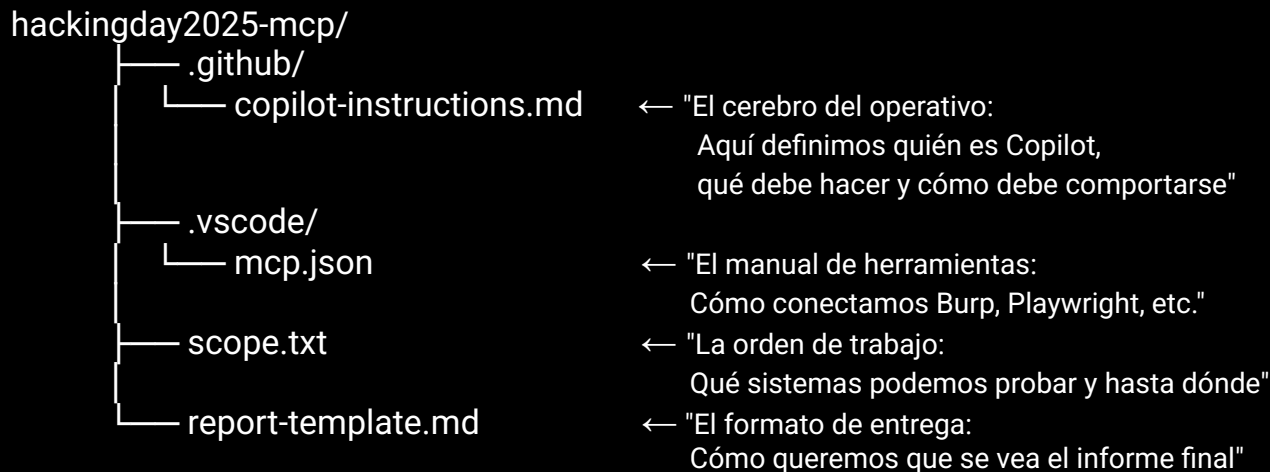 hackingday2025-mcp/
├── .github/
│ └── copilot-instructions.md ← "El cerebro del operativo:
│ Aquí definimos quién es Copilot,
│ qué debe hacer y cómo debe comportarse"
├── .vscode/
│ └── mcp.json ← "El manual de herramientas:
│ Cómo conectamos Burp, Playwright, etc."
├── scope.txt ← "La orden de trabajo:
│ Qué sistemas podemos probar y hasta dónde"
└── report-template.md ← "El formato de entrega:
Cómo queremos que se vea el informe final"